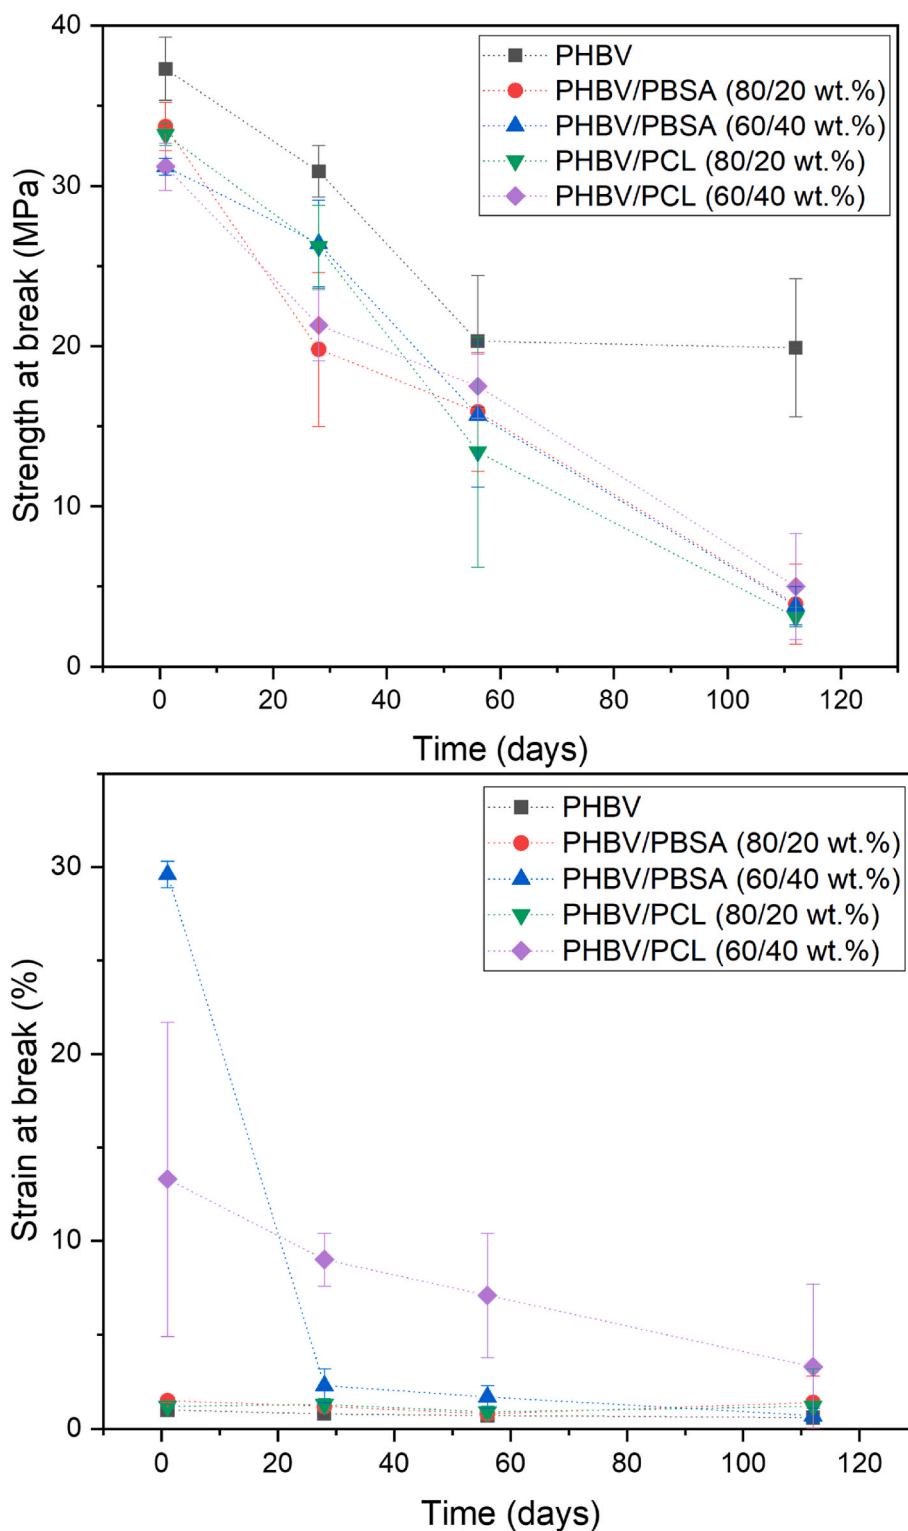 40
30
20
10
0
Strength at break (MPa)
PHBV
PHBV/PBSA (80/20 wt.%)
PHBV/PBSA (60/40 wt.%)
PHBV/PCL (80/20 wt.%)
PHBV/PCL (60/40 wt.%)
0 20 40 60 80 100 120
Time (days)
30
20
10
0
Strain at break (%)
PHBV
PHBV/PBSA (80/20 wt.%)
PHBV/PBSA (60/40 wt.%)
PHBV/PCL (80/20 wt.%)
PHBV/PCL (60/40 wt.%)
0 20 40 60 80 100 120
Time (days)